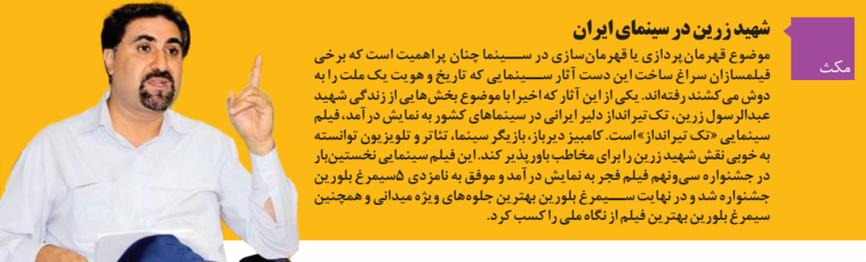 مکث
شهید زرین در سینمای ایران
موضوع قهرمان‌پردازی یا قهرمان‌سازی در سـینما چنان پراهمیت است که برخی
فیلمسازان سراغ ساخت این دست آثار سـینمایی که تاریخ و هویت یک ملت را به
دوش می‌کشند رفته‌اند. یکی از این آثار که اخیرا با موضوع بخش‌هایی از زندگی شهید
عبدالرسول زرین، تک‌تیرانداز دلیر ایرانی در سینماهای کشور به نمایش در آمد، فیلم
سینمایی «تک تیرانداز» است. کامبیز دیرباز، بازیگر سینما، تئاتر و تلویزیون توانسته
به خوبی نقش شهید زرین را برای مخاطب باورپذیر کند. این فیلم سینمایی نخستین‌بار
در جشنواره سی‌ونهم فیلم فجر به نمایش در آمد و موفق به نامزدی ۵سیمرغ بلورین
جشنواره شد و در نهایت سـیمرغ بلورین بهترین جلوه‌های ویژه میدانی و همچنین
سیمرغ بلورین بهترین فیلم از نگاه ملی را کسب کرد.